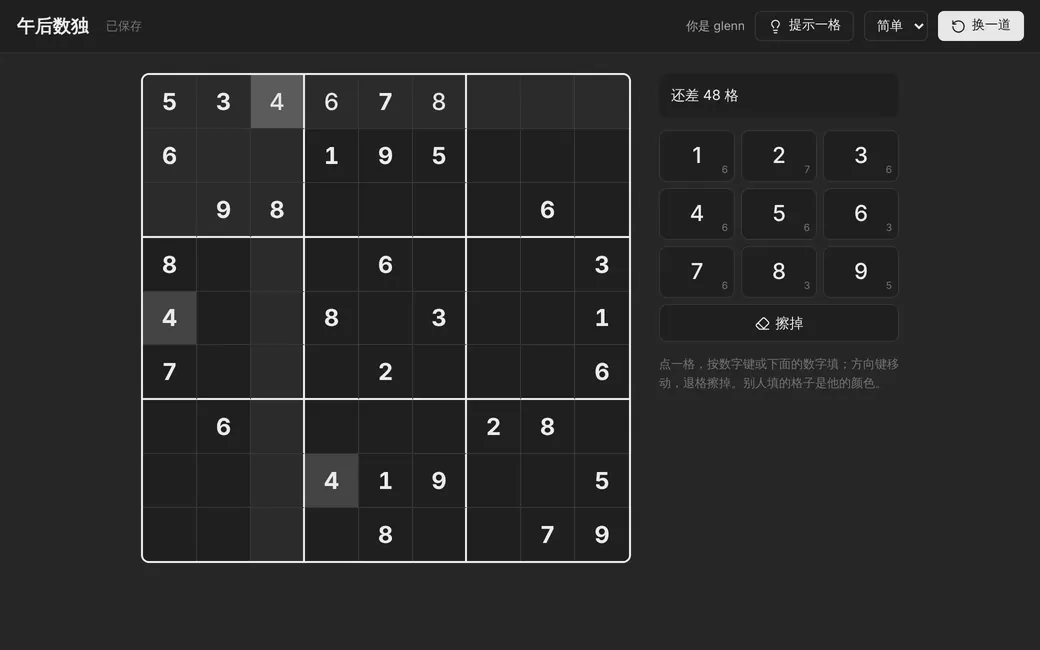 午后数独 已保存 你是 glenn 提示一格 简单 换一道
5 3 4 6 7 8
6 1 9 5
9 8 6
8 6 3
4 8 3 1
7 2 6
6 2 8
4 1 9 5
8 7 9
还差 48 格
1 6 2 7 3 6
4 6 5 6 6 3
7 6 8 3 9 5
擦掉
点一格，按数字键或下面的数字填；方向键移
动，退格擦掉。别人填的格子是他的颜色。